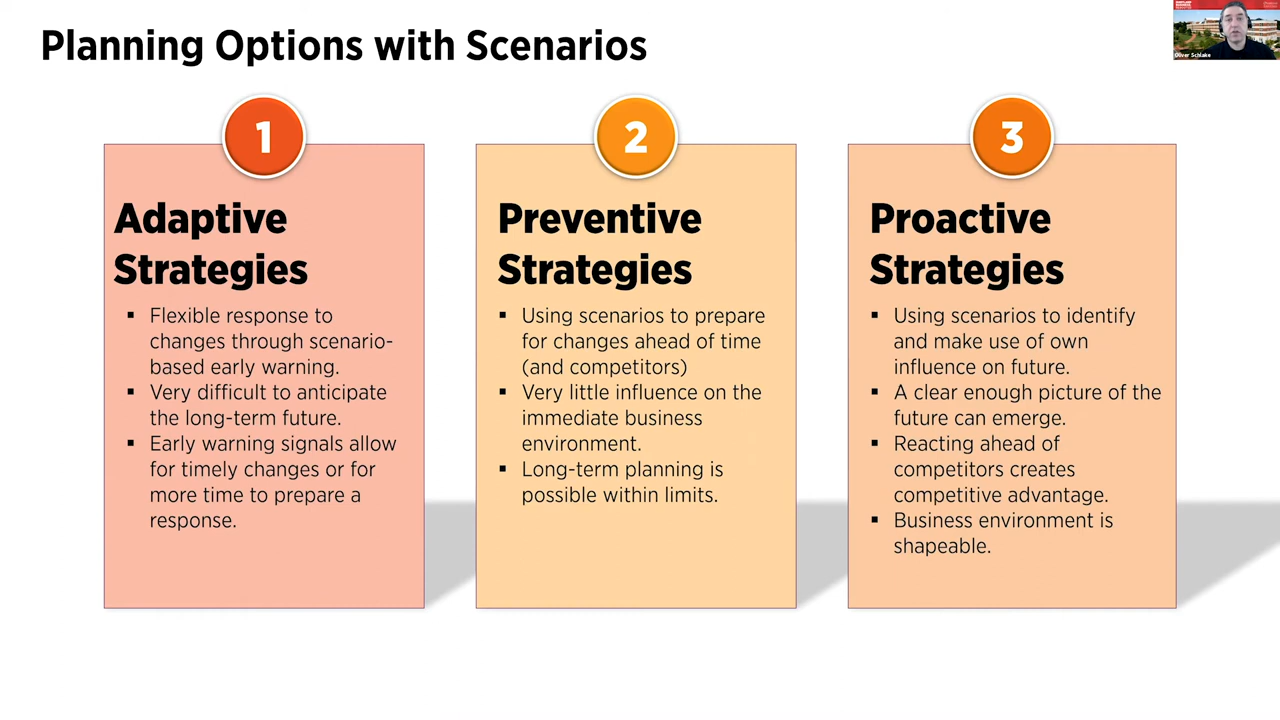 Planning Options with Scenarios
Oliver Schlake
1
Adaptive
Strategies
▪ Flexible response to
changes through scenario-
based early warning.
▪ Very difficult to anticipate
the long-term future.
▪ Early warning signals allow
for timely changes or for
more time to prepare a
response.
2
Preventive
Strategies
▪ Using scenarios to prepare
for changes ahead of time
(and competitors)
▪ Very little influence on the
immediate business
environment.
▪ Long-term planning is
possible within limits.
3
Proactive
Strategies
▪ Using scenarios to identify
and make use of own
influence on future.
▪ A clear enough picture of the
future can emerge.
▪ Reacting ahead of
competitors creates
competitive advantage.
▪ Business environment is
shapeable.